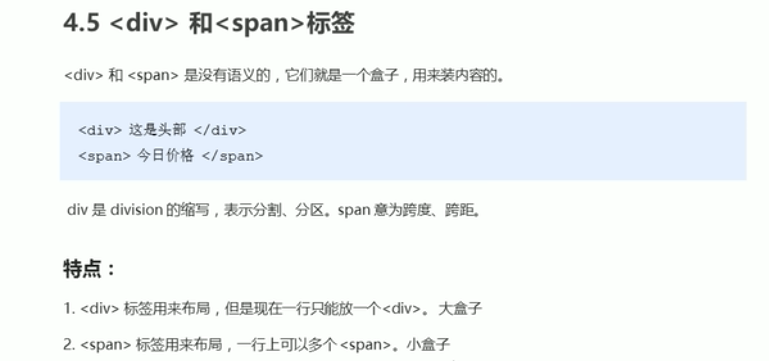 4.5 <div> 和<span>标签
<div> 和 <span> 是没有语义的，它们就是一个盒子，用来装内容的。
<div> 这是头部 </div>
<span> 今日价格 </span>
div 是 division 的缩写，表示分割、分区。span 意为跨度、跨距。
特点：
1. <div> 标签用来布局，但是现在一行只能放一个<div>。 大盒子
2. <span> 标签用来布局，一行上可以多个 <span>。小盒子